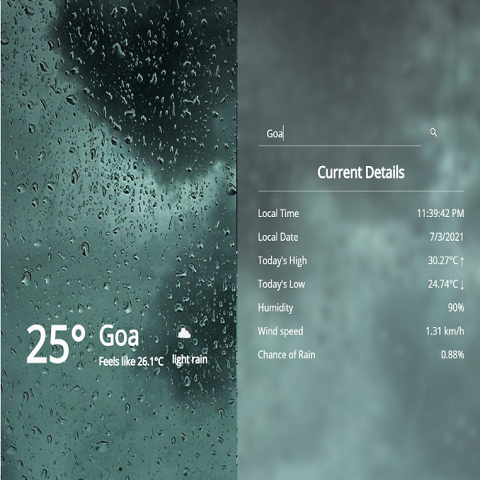 Goa
Current Details
Local Time 11:39:42 PM
Local Date 7/3/2021
Today's High 30.27°C ↑
Today's Low 24.74°C ↓
Humidity 90%
Wind speed 1.31 km/h
Chance of Rain 0.88%
25° Goa
Feels like 26.1°C light rain